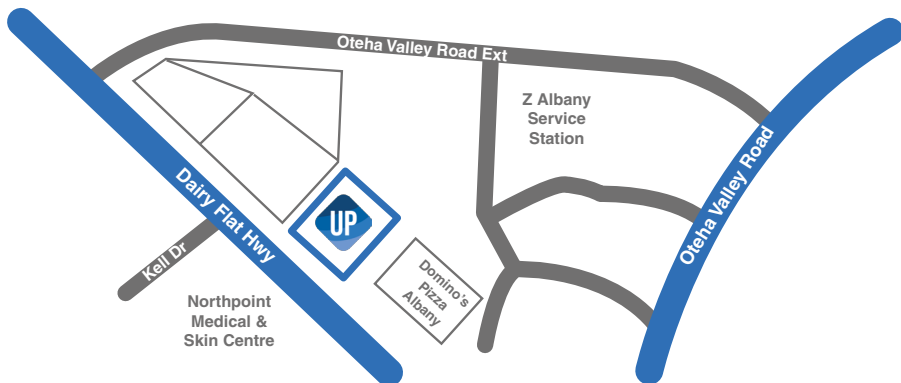 Oteha Valley Road Ext
Z Albany
Service
Station
Oteha Valley Road
Dairy Flat Hwy
UP
Kell Dr
Domino's
Pizza
Albany
Northpoint
Medical &
Skin Centre